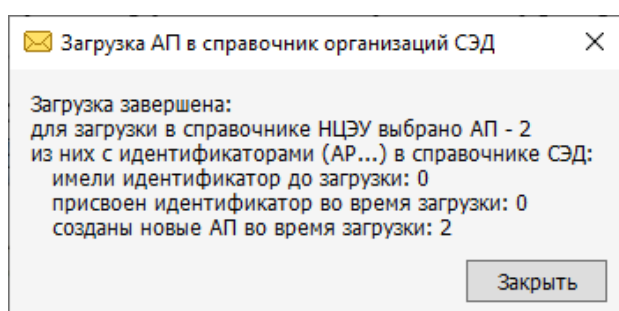 Загрузка АП в справочник организаций СЭД
Загрузка завершена:
для загрузки в справочнике НЦЭУ выбрано АП - 2
из них с идентификаторами (АР...) в справочнике СЭД:
имели идентификатор до загрузки: 0
присвоен идентификатор во время загрузки: 0
созданы новые АП во время загрузки: 2
Закрыть